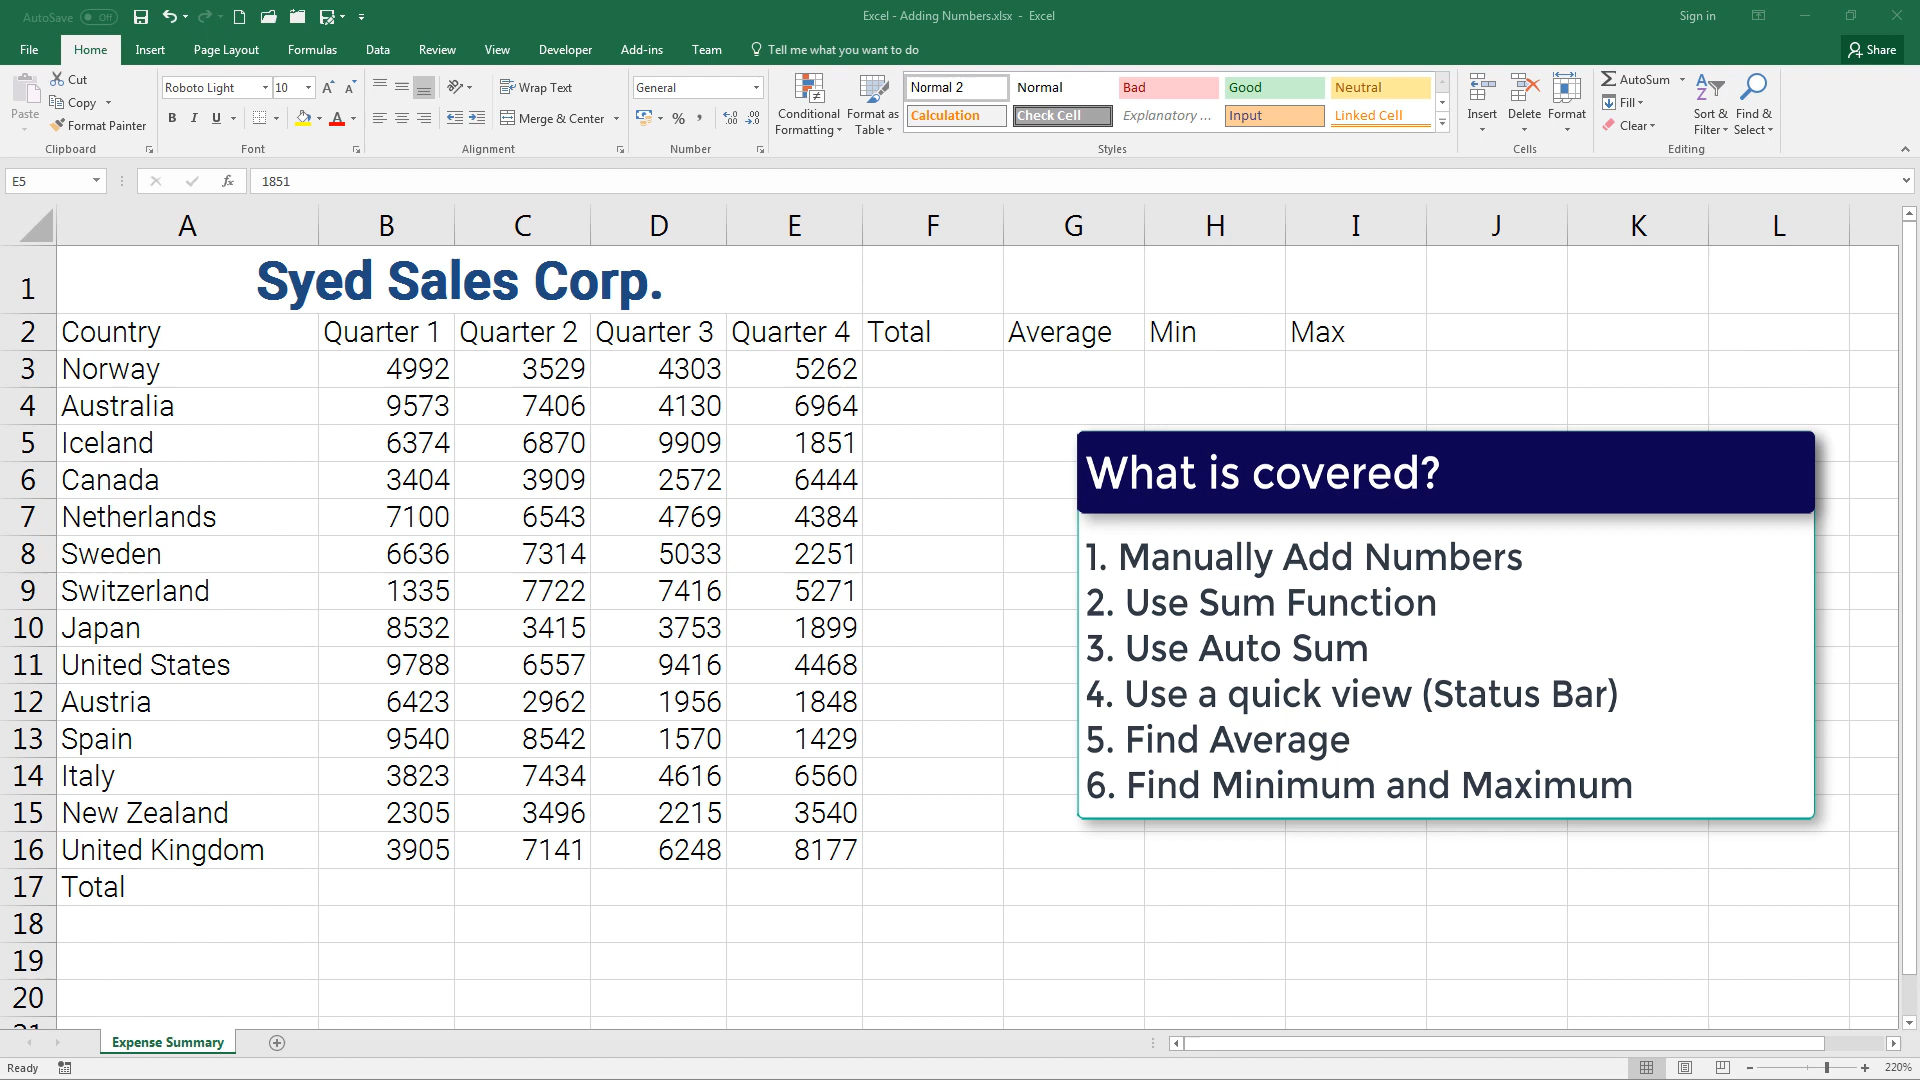 AutoSave Off
Excel - Adding Numbers.xlsx - Excel
Sign in
File Home Insert Page Layout Formulas Data Review View Developer Add-ins Team Tell me what you want to do Share
Paste
Cut
Copy
Format Painter
Clipboard
Roboto Light 10
B I U A
Font
Wrap Text
Merge & Center
Alignment
General
Number
Conditional Formatting
Format as Table
Normal 2 Normal Bad Good Neutral
Calculation Check Cell Explanatory ... Input Linked Cell
Styles
Insert Delete Format
Cells
AutoSum
Fill
Clear
Sort & Filter
Find & Select
Editing
E5 fx 1851
A B C D E F G H I J K L
1 Syed Sales Corp.
2 Country Quarter 1 Quarter 2 Quarter 3 Quarter 4 Total Average Min Max
3 Norway 4992 3529 4303 5262
4 Australia 9573 7406 4130 6964
5 Iceland 6374 6870 9909 1851
6 Canada 3404 3909 2572 6444
7 Netherlands 7100 6543 4769 4384
8 Sweden 6636 7314 5033 2251
9 Switzerland 1335 7722 7416 5271
10 Japan 8532 3415 3753 1899
11 United States 9788 6557 9416 4468
12 Austria 6423 2962 1956 1848
13 Spain 9540 8542 1570 1429
14 Italy 3823 7434 4616 6560
15 New Zealand 2305 3496 2215 3540
16 United Kingdom 3905 7141 6248 8177
17 Total
18
19
20
21
What is covered?
1. Manually Add Numbers
2. Use Sum Function
3. Use Auto Sum
4. Use a quick view (Status Bar)
5. Find Average
6. Find Minimum and Maximum
Expense Summary
Ready
220%